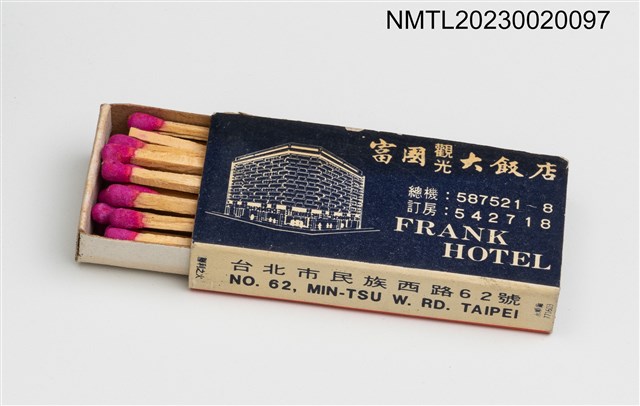 NMTL20230020097
富國觀光大飯店
總機：587521-8
訂房：542718
FRANK
HOTEL
台北市民族西路62號
NO. 62, MIN-TSU W. RD. TAIPEI